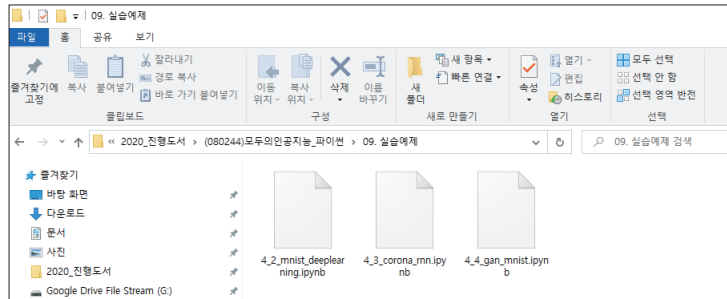 09. 실습예제
파일 홈 공유 보기
즐겨찾기에 고정
복사
붙여넣기
잘라내기
경로 복사
바로 가기 붙여넣기
클립보드
이동 위치
복사 위치
삭제
이름 바꾸기
구성
새 폴더
새 항목
빠른 연결
새로 만들기
속성
열기
편집
히스토리
열기
모두 선택
선택 안 함
선택 영역 반전
선택
« 2020_진행도서 > (080244)모두의인공지능_파이썬 > 09. 실습예제
09. 실습예제 검색
즐겨찾기
바탕 화면
다운로드
문서
사진
2020_진행도서
Google Drive File Stream (G:)
4_2_mnist_deeplear
ning.ipynb
4_3_corona_rnn.ipy
nb
4_4_gan_mnist.ipyn
b